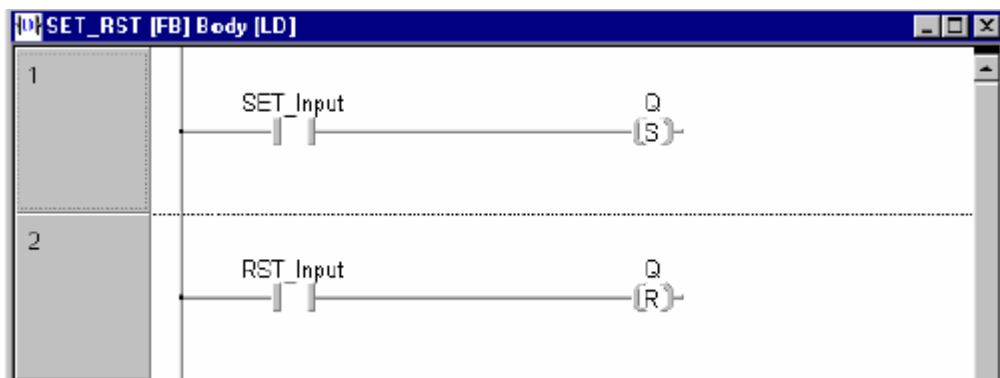 SET_RST [FB] Body [LD]
1
SET_Input
Q
S
2
RST_Input
Q
R